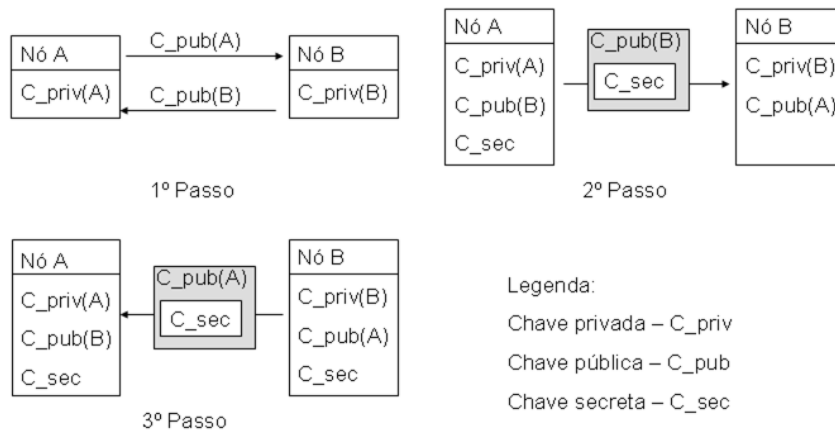 Nó A
C_priv(A)
C_pub(A)
C_pub(B)
Nó B
C_priv(B)
1º Passo
Nó A
C_priv(A)
C_pub(B)
C_sec
C_pub(B)
C_sec
Nó B
C_priv(B)
C_pub(A)
2º Passo
Nó A
C_priv(A)
C_pub(B)
C_sec
C_pub(A)
C_sec
Nó B
C_priv(B)
C_pub(A)
C_sec
3º Passo
Legenda:
Chave privada – C_priv
Chave pública – C_pub
Chave secreta – C_sec